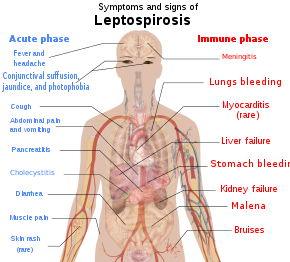 Symptoms and signs of
Leptospirosis
Acute phase
Fever and
headache
Conjunctival suffusion,
jaundice, and photophobia
Cough
Abdominal pain
and vomiting
Pancreatitis
Cholecystitis
Diarrhea
Muscle pain
Skin rash
(rare)
Immune phase
Meningitis
Lungs bleeding
Myocarditis
(rare)
Liver failure
Stomach bleedin
Kidney failure
Malena
Bruises